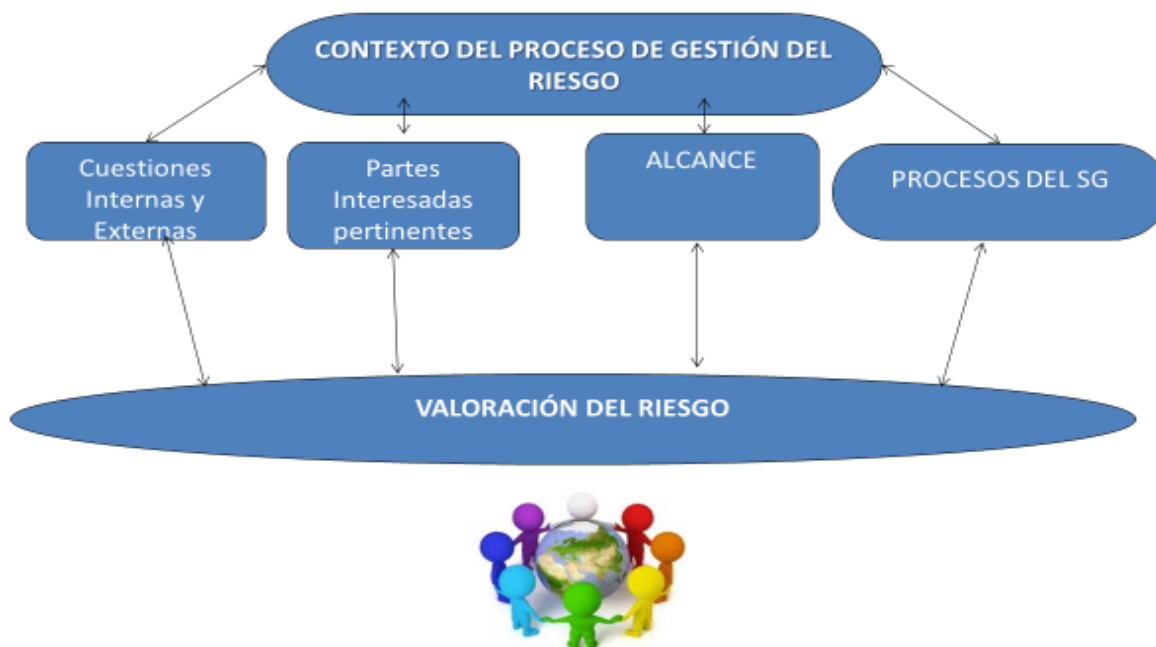 CONTEXTO DEL PROCESO DE GESTIÓN DEL
RIESGO
Cuestiones
Internas y
Externas
Partes
Interesadas
pertinentes
ALCANCE
PROCESOS DEL SG
VALORACIÓN DEL RIESGO